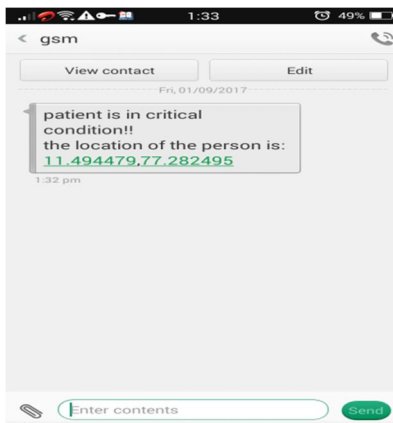 1:33 49%
< gsm
View contact Edit
Fri, 01/09/2017
patient is in critical
condition!!
the location of the person is:
11.494479,77.282495
1:32 pm
Enter contents Send